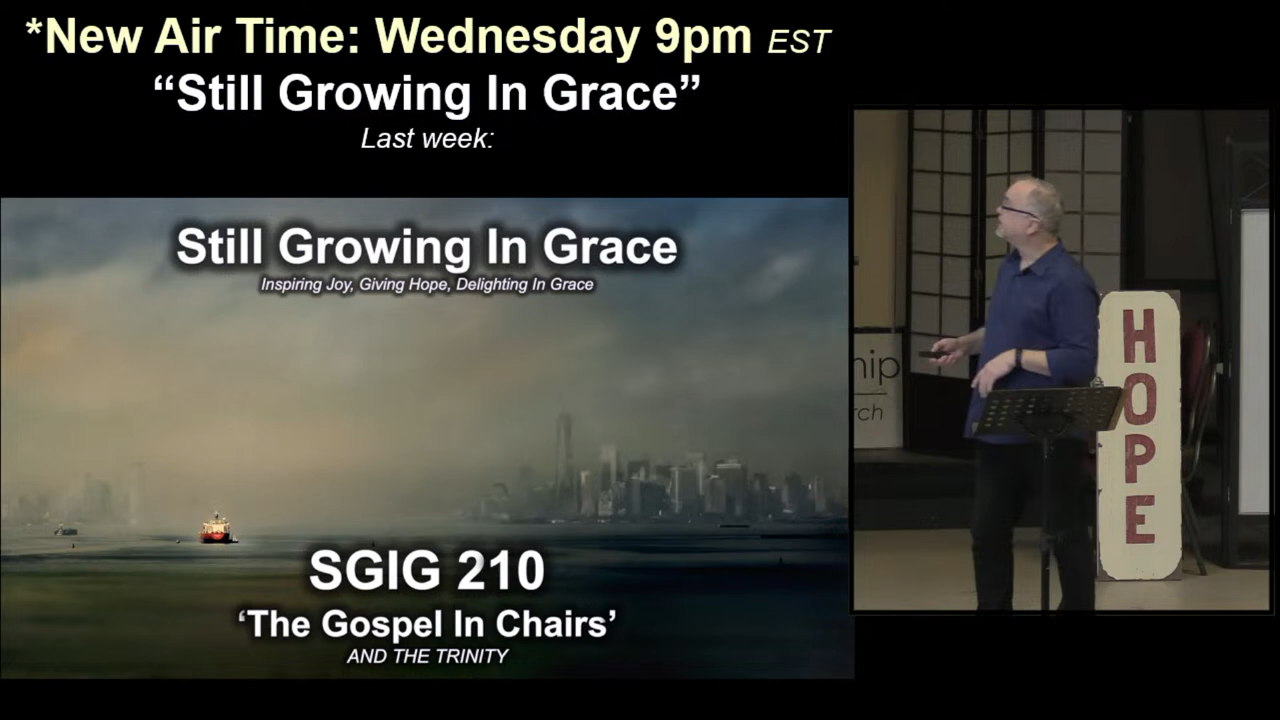 *New Air Time: Wednesday 9pm EST
“Still Growing In Grace”
Last week:
Still Growing In Grace
Inspiring Joy, Giving Hope, Delighting In Grace
SGIG 210
‘The Gospel In Chairs’
AND THE TRINITY
HOPE